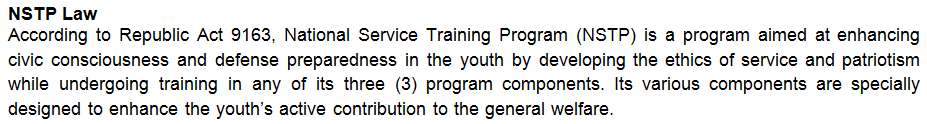 NSTP Law
According to Republic Act 9163, National Service Training Program (NSTP) is a program aimed at enhancing
civic consciousness and defense preparedness in the youth by developing the ethics of service and patriotism
while undergoing training in any of its three (3) program components. Its various components are specially
designed to enhance the youth’s active contribution to the general welfare.